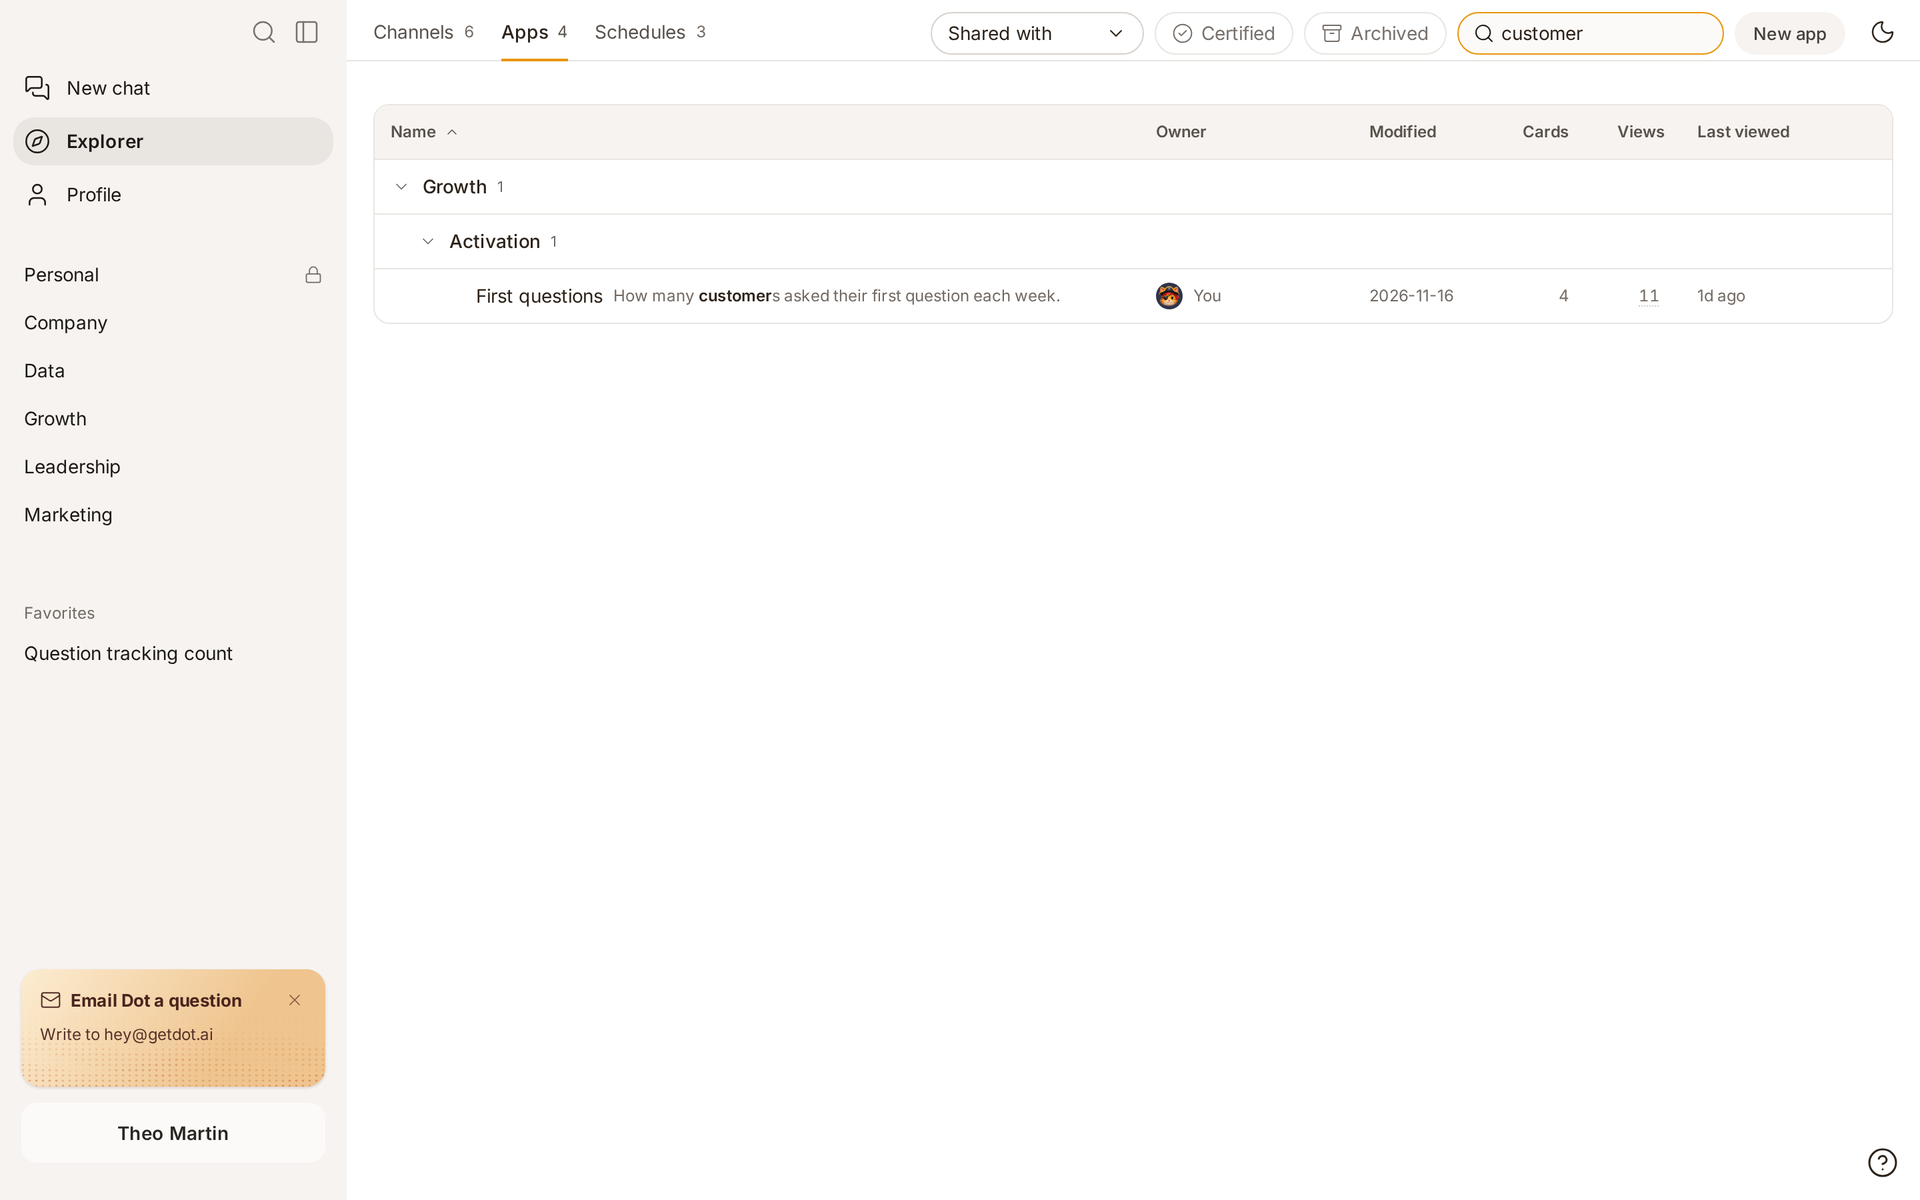 New chat
Explorer
Profile
Personal
Company
Data
Growth
Leadership
Marketing
Favorites
Question tracking count
Email Dot a question
Write to hey@getdot.ai
Theo Martin
Channels 6 Apps 4 Schedules 3 Shared with Certified Archived customer New app
Name Owner Modified Cards Views Last viewed
Growth 1
Activation 1
First questions How many customers asked their first question each week. You 2026-11-16 4 11 1d ago